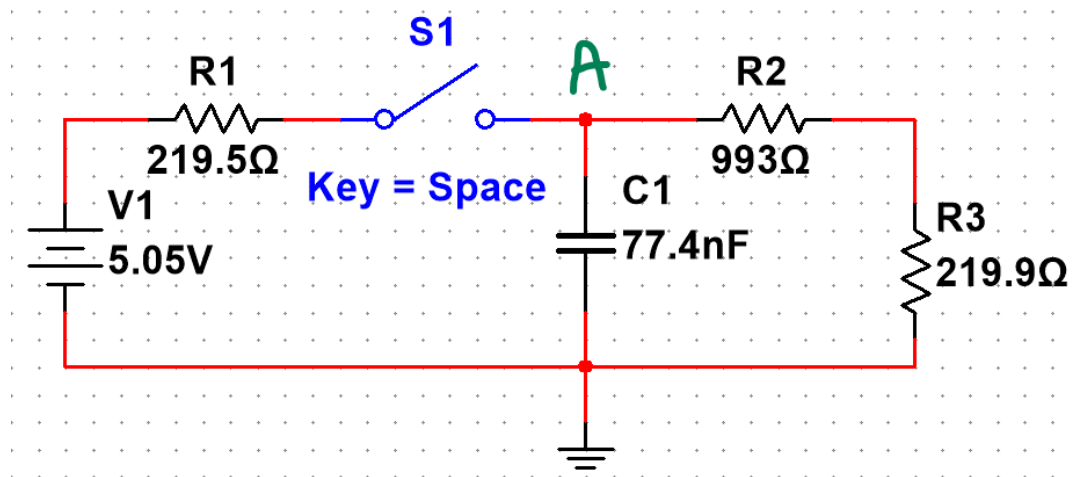 S1
A
R1
R2
219.5Ω
993Ω
Key = Space
V1
C1
R3
5.05V
77.4nF
219.9Ω